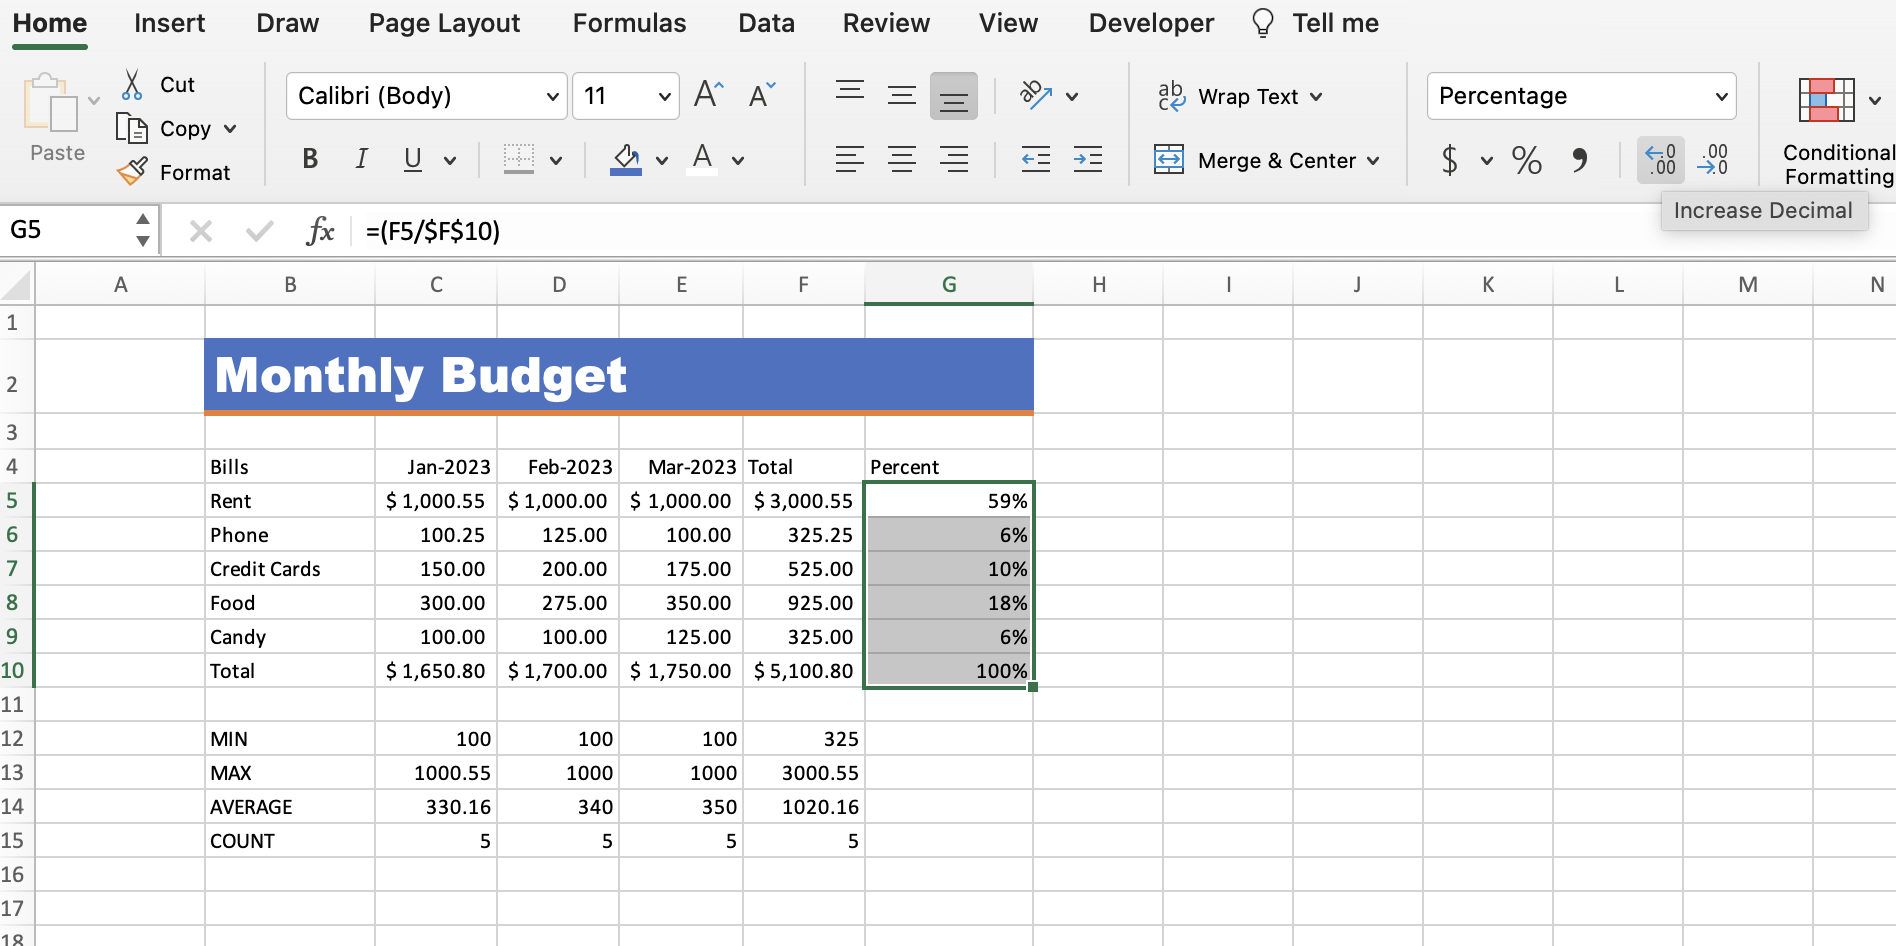 Home Insert Draw Page Layout Formulas Data Review View Developer Tell me
Paste
Cut
Copy
Format
Calibri (Body) 11 A A
B I U A
ab
ab
c
Wrap Text
Merge & Center
Percentage
$ % , .0 .00 .00 .0
Conditional
Formatting
Increase Decimal
G5 fx =(F5/$F$10)
A B C D E F G H I J K L M N
1
2 Monthly Budget
3
4 Bills Jan-2023 Feb-2023 Mar-2023 Total Percent
5 Rent $ 1,000.55 $ 1,000.00 $ 1,000.00 $ 3,000.55 59%
6 Phone 100.25 125.00 100.00 325.25 6%
7 Credit Cards 150.00 200.00 175.00 525.00 10%
8 Food 300.00 275.00 350.00 925.00 18%
9 Candy 100.00 100.00 125.00 325.00 6%
10 Total $ 1,650.80 $ 1,700.00 $ 1,750.00 $ 5,100.80 100%
11
12 MIN 100 100 100 325
13 MAX 1000.55 1000 1000 3000.55
14 AVERAGE 330.16 340 350 1020.16
15 COUNT 5 5 5 5
16
17
18